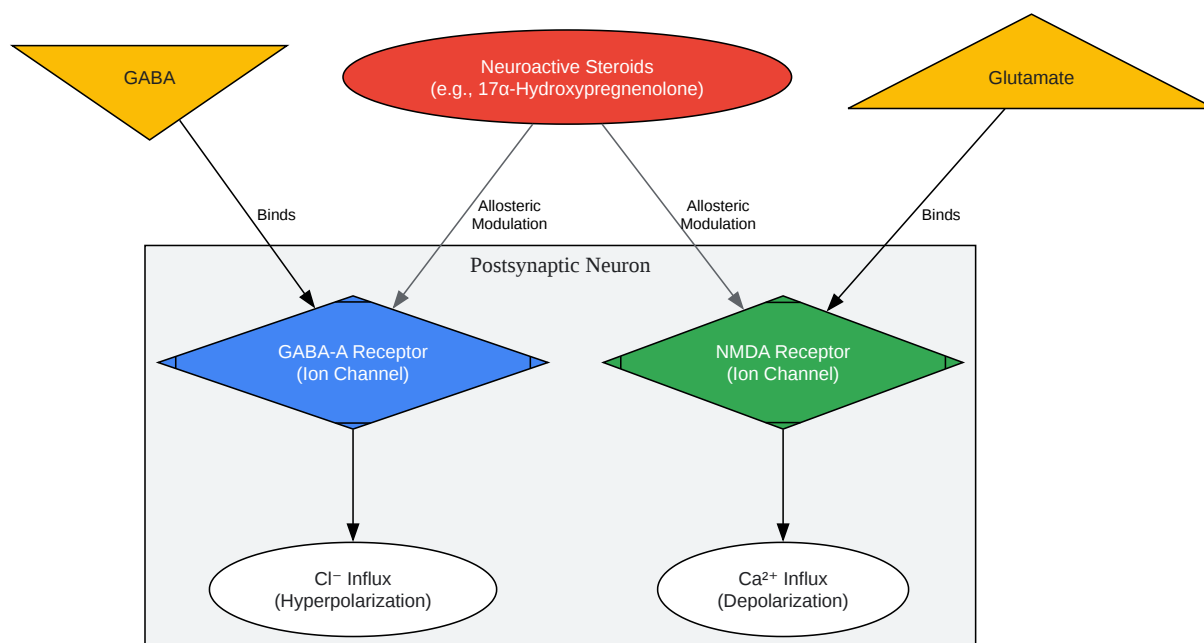 GABA
Neuroactive Steroids
(e.g., 17α-Hydroxypregnenolone)
Glutamate
Binds
Allosteric
Modulation
Allosteric
Modulation
Binds
Postsynaptic Neuron
GABA-A Receptor
(Ion Channel)
NMDA Receptor
(Ion Channel)
Cl⁻ Influx
(Hyperpolarization)
Ca²⁺ Influx
(Depolarization)